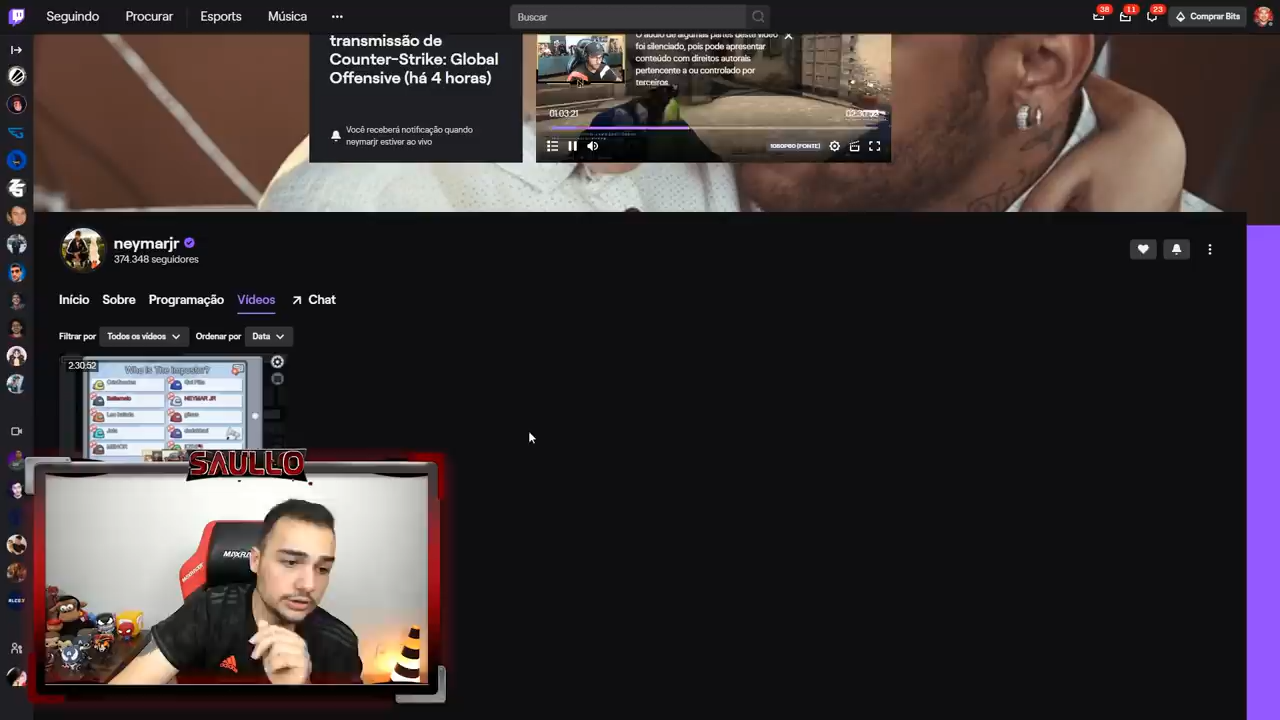 Seguindo
Procurar
Esports
Música
Buscar
38
11
23
Comprar Bits
transmissão de
Counter-Strike: Global
Offensive (há 4 horas)
Você receberá notificação quando
neymarjr estiver ao vivo
O áudio de algumas partes deste vídeo
foi silenciado, pois pode apresentar
conteúdo com direitos autorais
pertencente a ou controlado por
terceiros.
01:03:21
1080P60 (FONTE)
neymarjr
374.348 seguidores
Início
Sobre
Programação
Vídeos
Chat
Filtrar por
Todos os vídeos
Ordenar por
Data
2:30:52
Who Is The Impostor?
NEYMAR JR
SAULLO